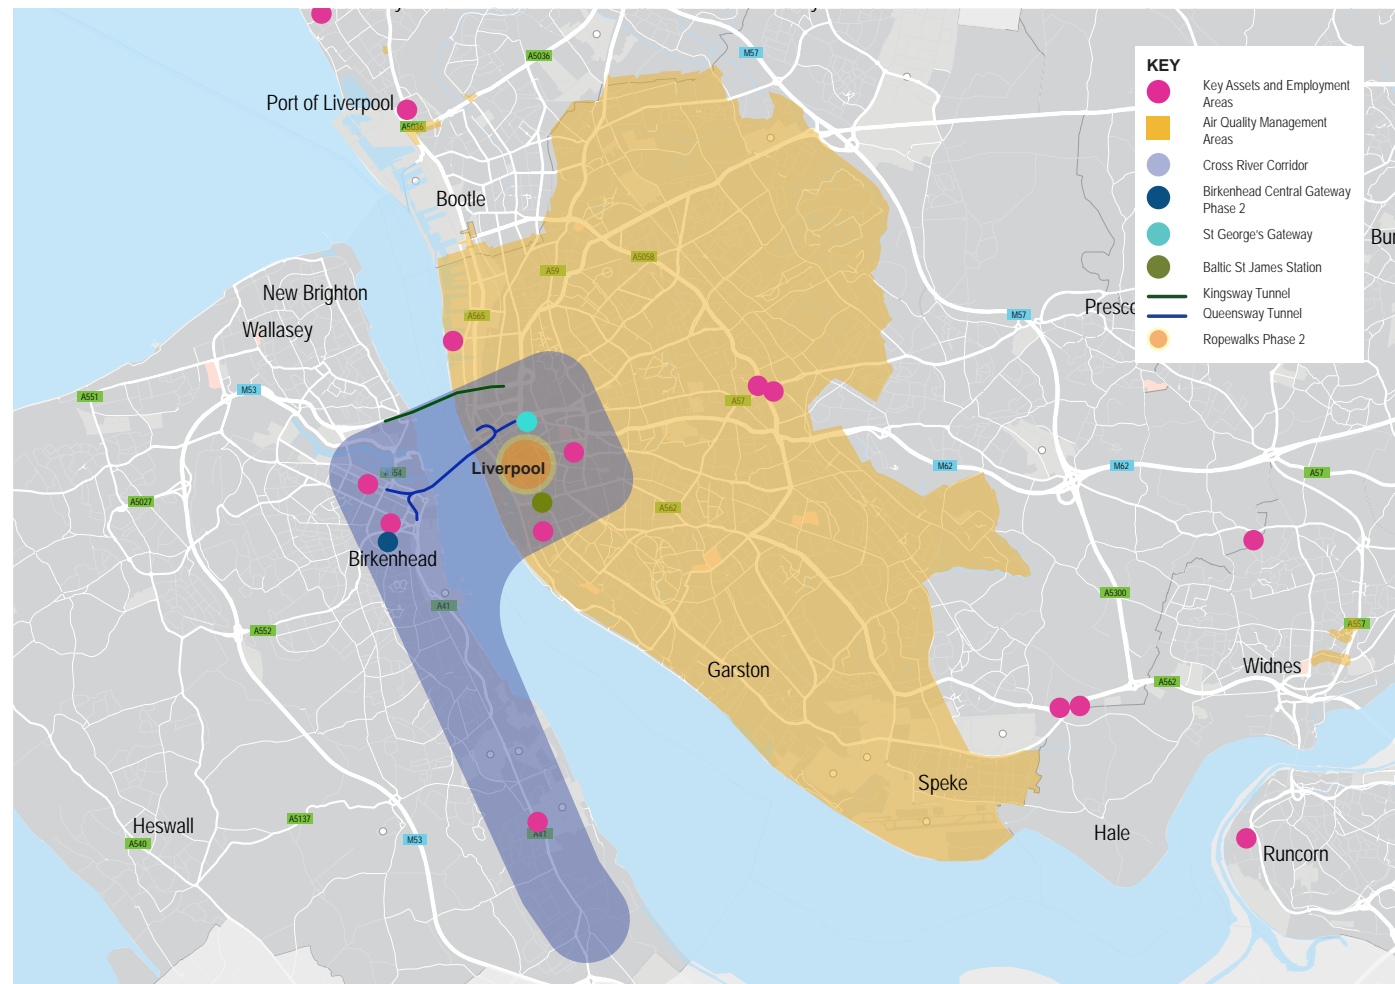 M57
A5036
KEY
Key Assets and Employment
Areas
Port of Liverpool
A5036
Air Quality Management
Areas
Cross River Corridor
Bootle
Birkenhead Central Gateway
Phase 2
St George's Gateway
Bur
A5058
A59
Baltic St James Station
New Brighton
Kingsway Tunnel
Presco
Queensway Tunnel
M57
A565
Wallasey
Ropewalks Phase 2
M53
A551
A57
M62
M62
A57
Liverpool
A5027
A562
Birkenhead
A5300
A41
A557
A552
Widnes
Garston
A562
Speke
Heswall
A5137
Hale
A41
M53
A540
Runcorn